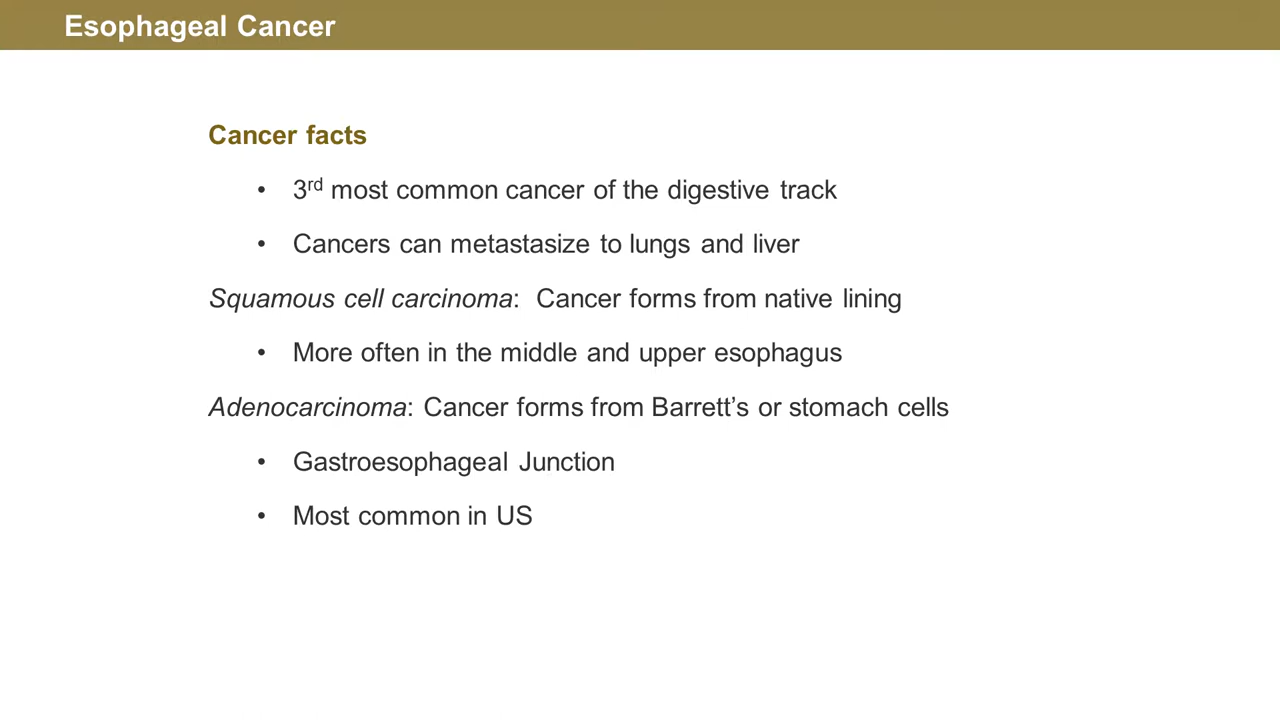 Esophageal Cancer
Cancer facts
• 3rd most common cancer of the digestive track
• Cancers can metastasize to lungs and liver
Squamous cell carcinoma: Cancer forms from native lining
• More often in the middle and upper esophagus
Adenocarcinoma: Cancer forms from Barrett’s or stomach cells
• Gastroesophageal Junction
• Most common in US